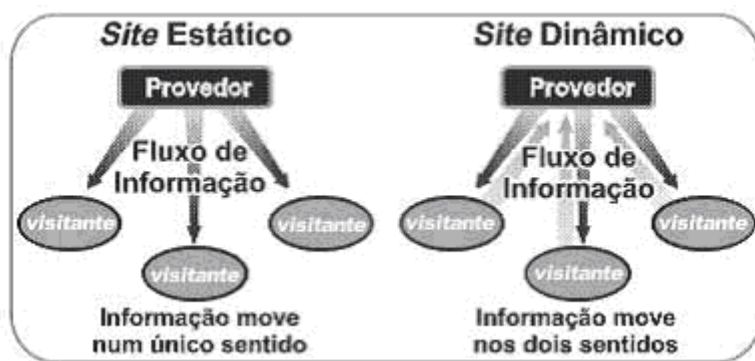 Site Estático
Provedor
Fluxo de
Informação
visitante
visitante
visitante
Informação move
num único sentido
Site Dinâmico
Provedor
Fluxo de
Informação
visitante
visitante
visitante
Informação move
nos dois sentidos